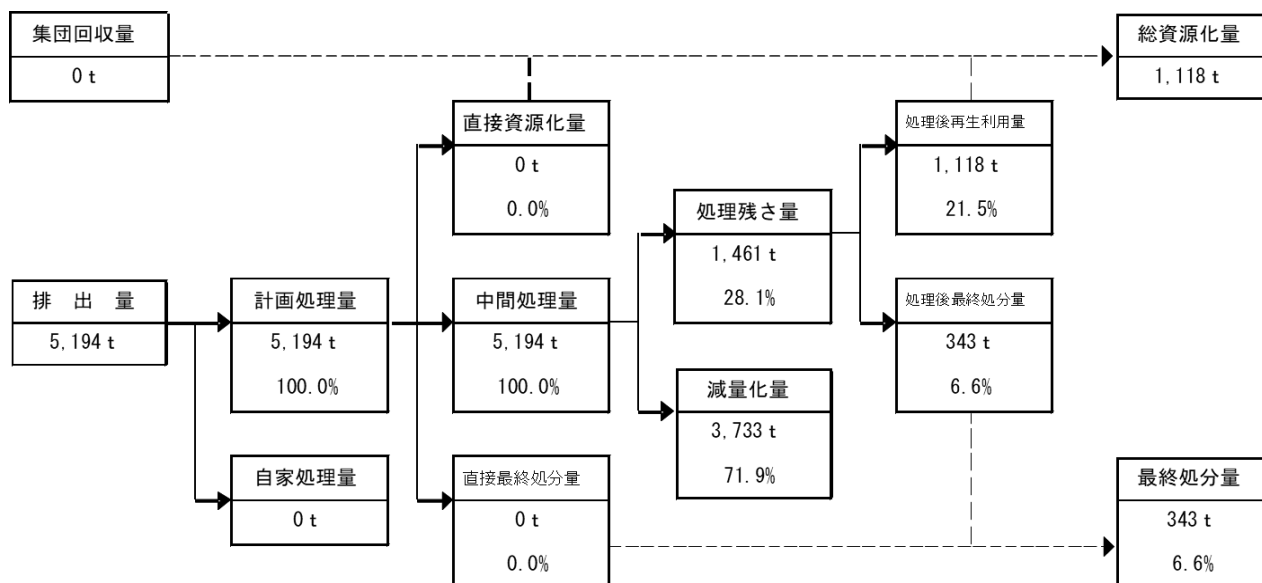 集団回収量
0 t
総資源化量
1,118 t
直接資源化量
0 t
0.0%
処理後再生利用量
1,118 t
21.5%
処理残さ量
1,461 t
28.1%
排 出 量
5,194 t
計画処理量
5,194 t
100.0%
中間処理量
5,194 t
100.0%
処理後最終処分量
343 t
6.6%
減量化量
3,733 t
71.9%
自家処理量
0 t
直接最終処分量
0 t
0.0%
最終処分量
343 t
6.6%